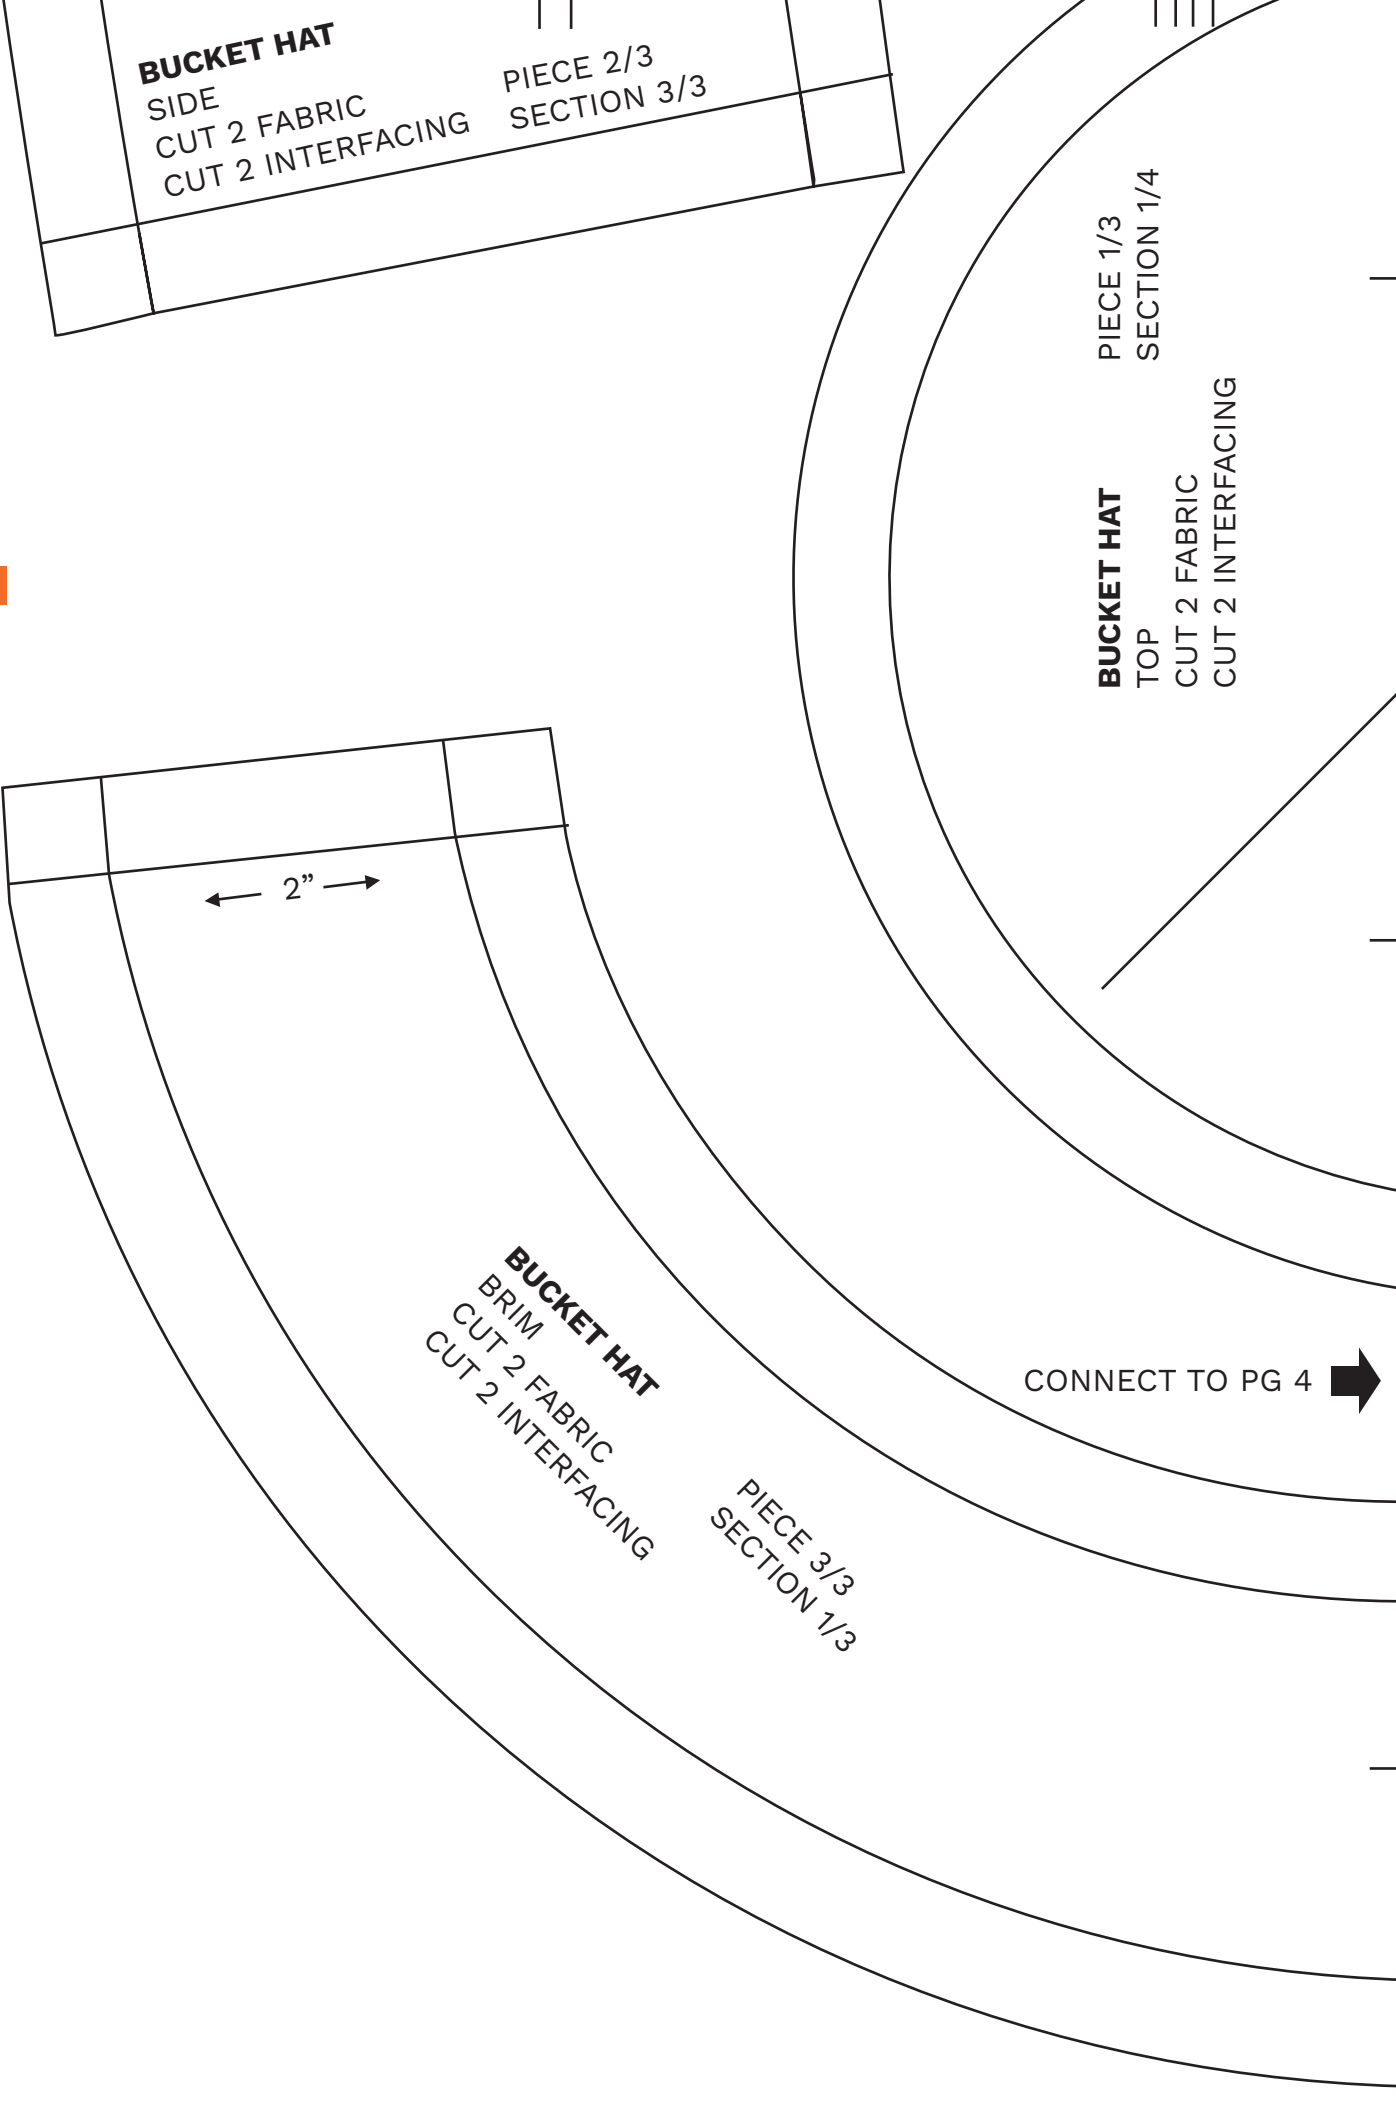 BUCKET HAT
SIDE
CUT 2 FABRIC
CUT 2 INTERFACING
PIECE 2/3
SECTION 3/3
BUCKET HAT
TOP
CUT 2 FABRIC
CUT 2 INTERFACING
PIECE 1/3
SECTION 1/4
2”
BUCKET HAT
BRIM
CUT 2 FABRIC
CUT 2 INTERFACING
PIECE 3/3
SECTION 1/3
CONNECT TO PG 4